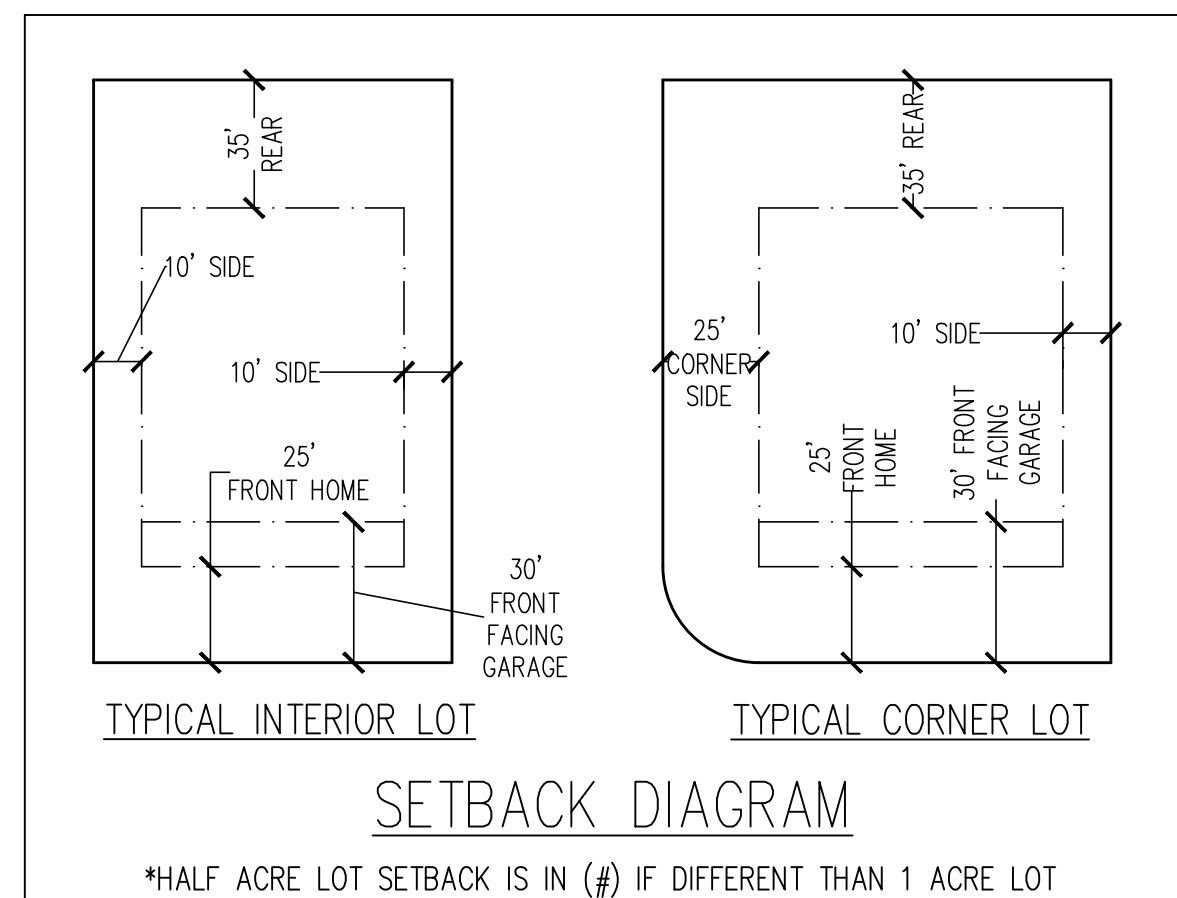 35'
REAR
10' SIDE
10' SIDE
25'
FRONT HOME
30'
FRONT
FACING
GARAGE
TYPICAL INTERIOR LOT
35' REAR
25'
CORNER
SIDE
10' SIDE
25'
FRONT
HOME
30' FRONT
FACING
GARAGE
TYPICAL CORNER LOT
SETBACK DIAGRAM
*HALF ACRE LOT SETBACK IS IN (#) IF DIFFERENT THAN 1 ACRE LOT